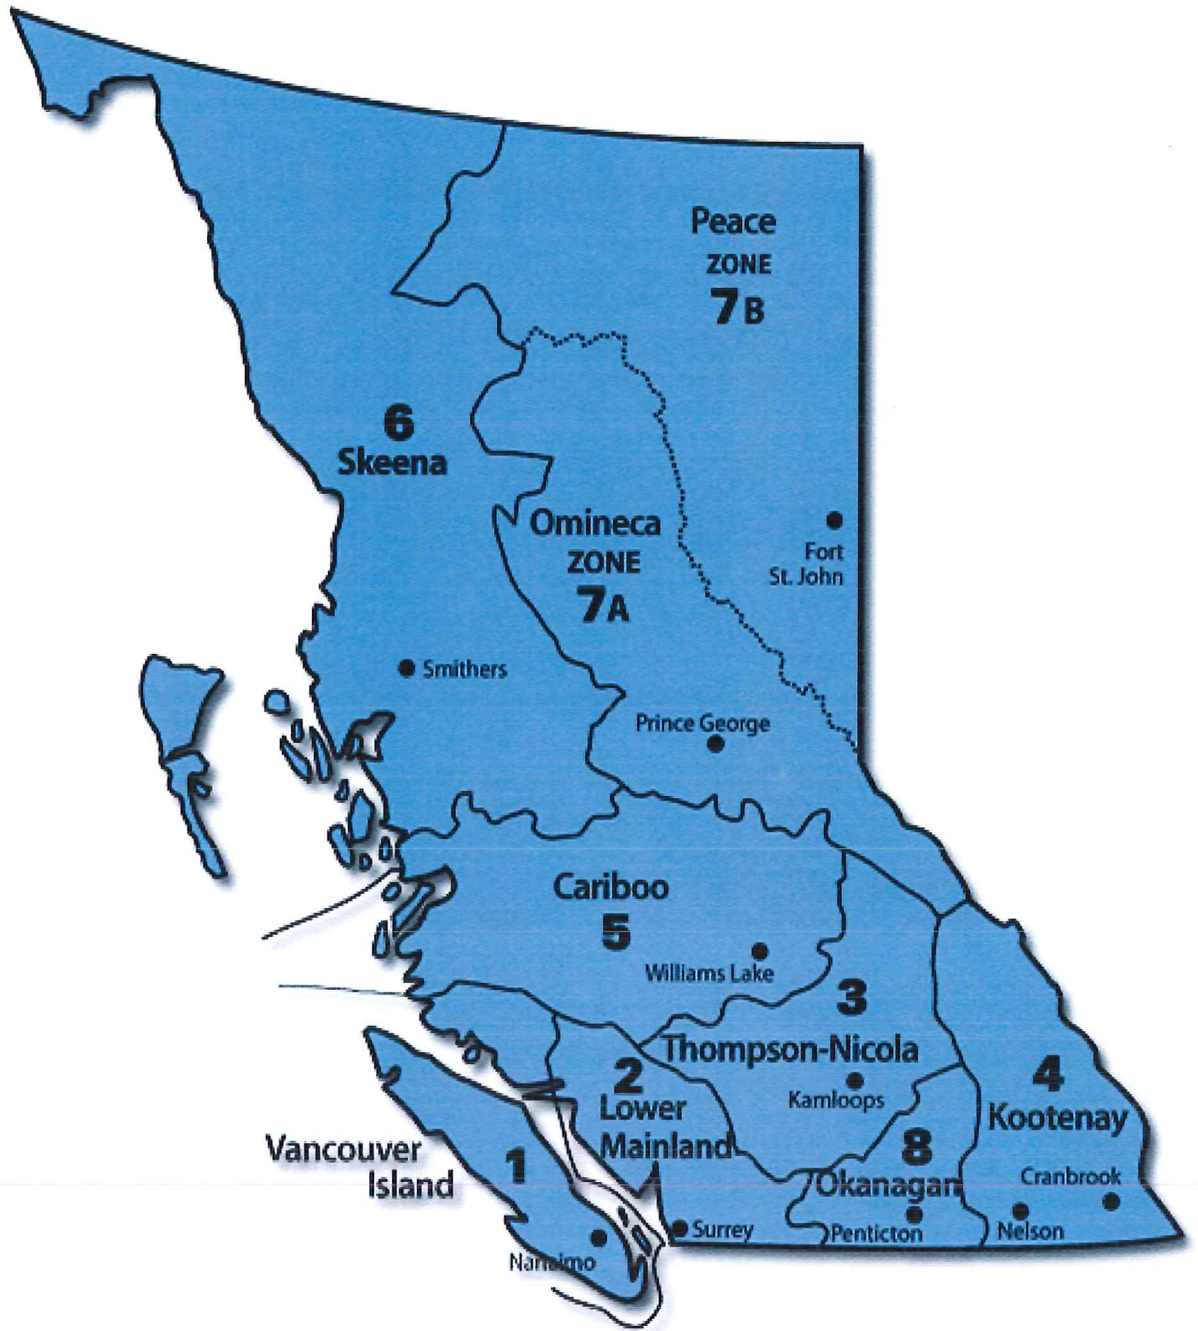 Peace
ZONE
7B
6
Skeena
Omineca
ZONE
7A
Fort
St. John
Smithers
Prince George
Cariboo
5
Williams Lake
3
Thompson-Nicola
Kamloops
2
Lower
Mainland
4
Kootenay
Vancouver
Island
1
8
Okanagan
Cranbrook
Nelson
Penticton
Surrey
Nanaimo